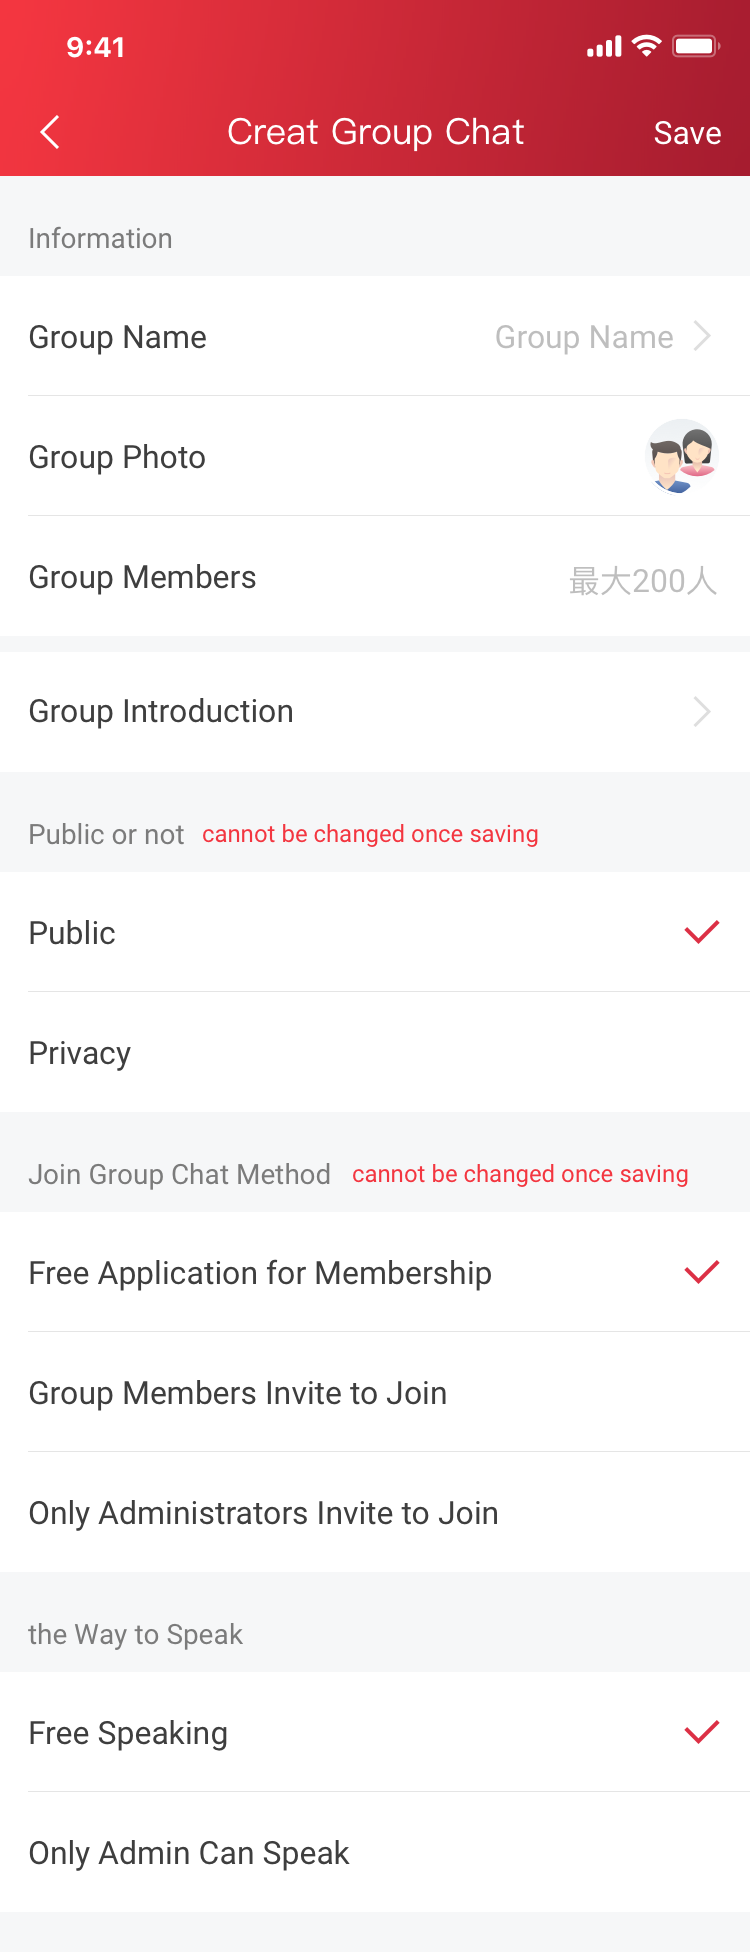 9:41
Creat Group Chat
Save
Information
Group Name
Group Name
Group Photo
Group Members
最大200人
Group Introduction
Public or not cannot be changed once saving
Public
Privacy
Join Group Chat Method cannot be changed once saving
Free Application for Membership
Group Members Invite to Join
Only Administrators Invite to Join
the Way to Speak
Free Speaking
Only Admin Can Speak